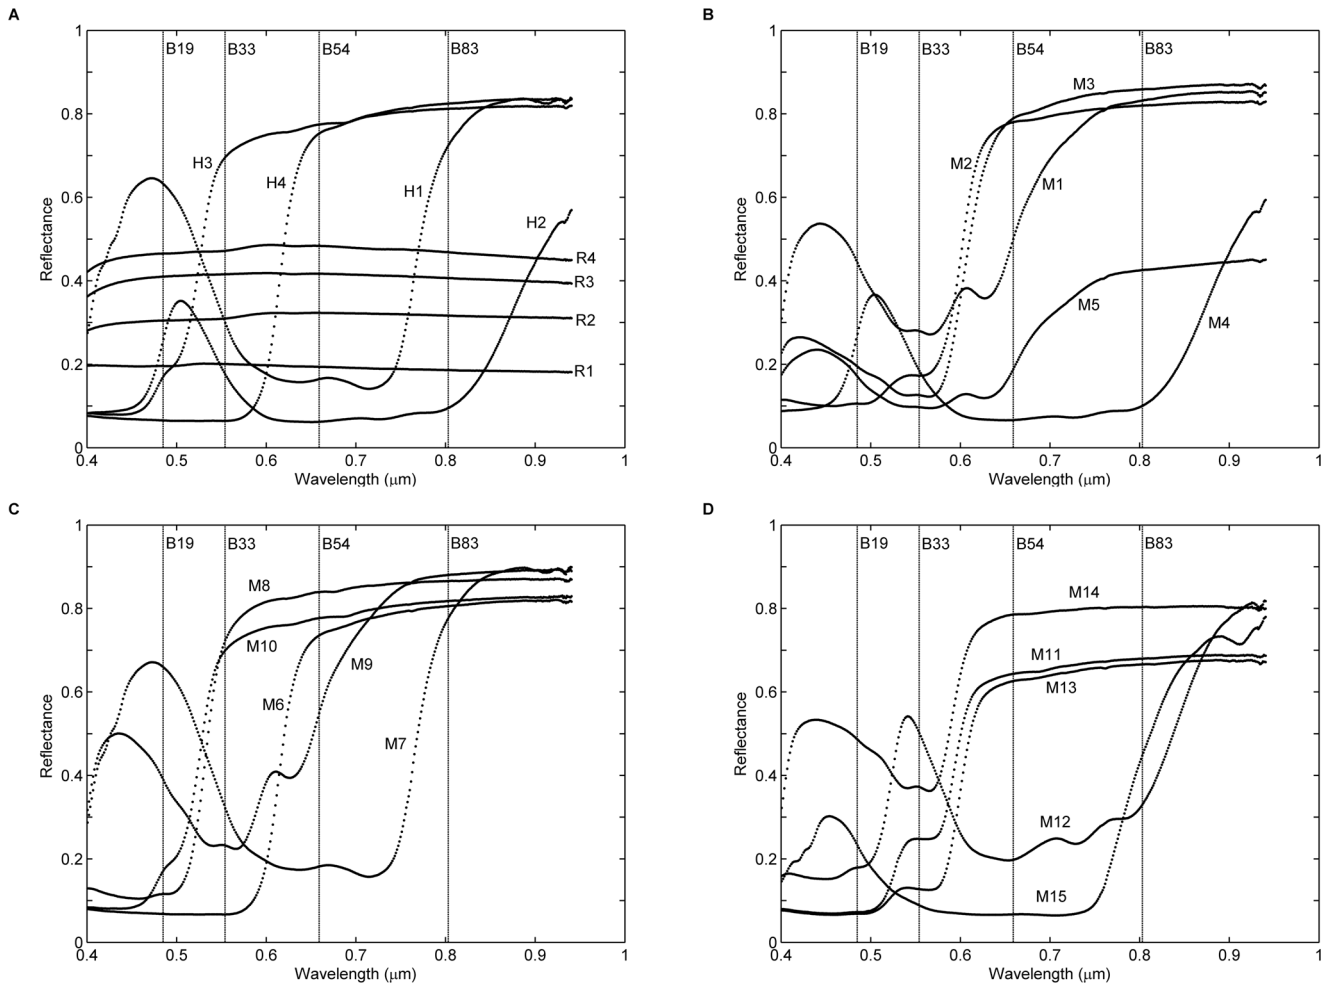 A
1
B19
B33
B54
B83
0.8
H3
H4
H1
0.6
H2
Reflectance
R4
0.4
R3
R2
0.2
R1
0
0.4
0.5
0.6
0.7
0.8
0.9
1
Wavelength (μm)
B
1
B19
B33
B54
B83
M3
0.8
M2
M1
0.6
Reflectance
0.4
M5
M4
0.2
0
0.4
0.5
0.6
0.7
0.8
0.9
1
Wavelength (μm)
C
1
B19
B33
B54
B83
M8
0.8
M10
M9
M6
0.6
M7
Reflectance
0.4
0.2
0
0.4
0.5
0.6
0.7
0.8
0.9
1
Wavelength (μm)
D
1
B19
B33
B54
B83
M14
0.8
M11
M13
0.6
Reflectance
0.4
M12
0.2
M15
0
0.4
0.5
0.6
0.7
0.8
0.9
1
Wavelength (μm)